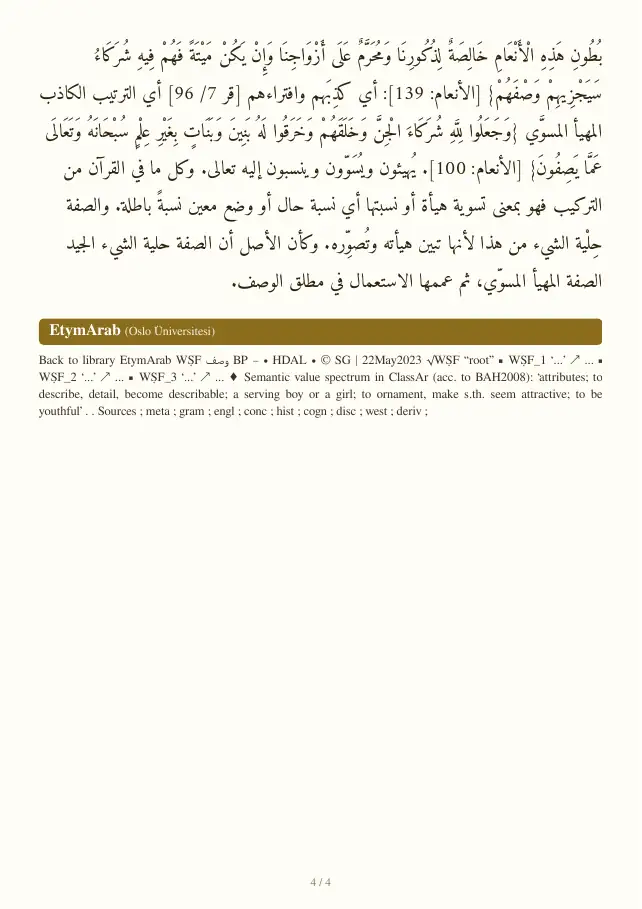 بُطُونِ هَذِهِ الْأَنْعَامِ خَالِصَةٌ لِذُكُورِنَا وَمُحَرَّمٌ عَلَى أَزْوَاجِنَا وَإِنْ يَكُنْ مَيْتَةً فَهُمْ فِيهِ شُرَكَاءُ
سَيَجْزِيهِمْ وَصْفَهُمْ} [الأنعام: 139]: أي كذِبَهم وافتراءهم [قر 7/ 96] أي الترتيب الكاذب
المهيأ المسوَّي {وَجَعَلُوا لِلَّهِ شُرَكَاءَ الْجِنَّ وَخَلَقَهُمْ وَخَرَقُوا لَهُ بَنِينَ وَبَنَاتٍ بِغَيْرِ عِلْمٍ سُبْحَانَهُ وَتَعَالَى
عَمَّا يَصِفُونَ} [الأنعام: 100]. يُهيئون ويُسَوّون وينسبون إليه تعالى. وكل ما في القرآن من
التركيب فهو بمعنى تسوية هيأة أو نسبتها أي نسبة حال أو وضع معين نسبةً باطلة. والصفة
حِلْية الشيء من هذا لأنها تبين هيأته وتُصوِّره. وكأن الأصل أن الصفة حلية الشيء الجيد
الصفة المهيأ المسوّي، ثم عممها الاستعمال في مطلق الوصف.
EtymArab (Oslo Üniversitesi)
Back to library EtymArab WṢF وصف BP – • HDAL • © SG | 22May2023 √WṢF “root” ▪ WṢF_1 ‘...’ ↗ ... ▪
WṢF_2 ‘...’ ↗ ... ▪ WṢF_3 ‘...’ ↗ ... ♦ Semantic value spectrum in ClassAr (acc. to BAH2008): ‘attributes; to
describe, detail, become describable; a serving boy or a girl; to ornament, make s.th. seem attractive; to be
youthful’ . . Sources ; meta ; gram ; engl ; conc ; hist ; cogn ; disc ; west ; deriv ;
4 / 4